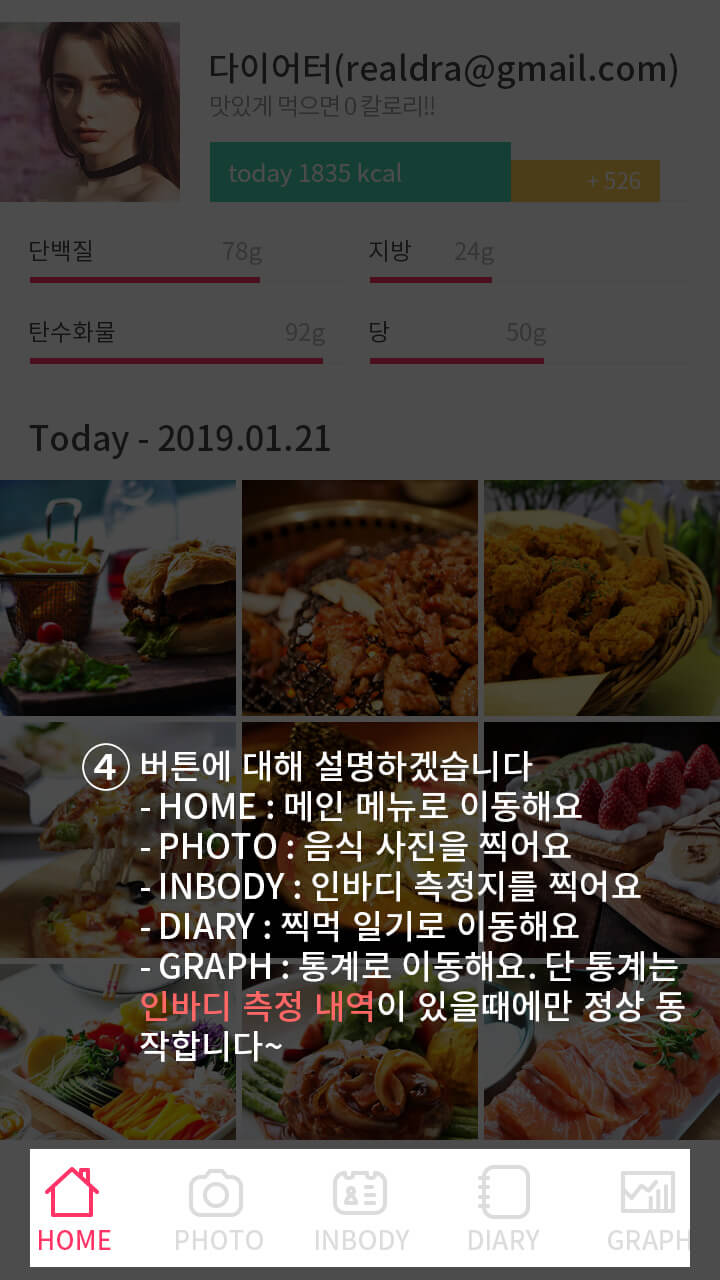 다이어터(realdra@gmail.com)
맛있게 먹으면 0 칼로리!!
today 1835 kcal
+ 526
단백질 78g 지방 24g
탄수화물 92g 당 50g
Today - 2019.01.21
④ 버튼에 대해 설명하겠습니다
- HOME : 메인 메뉴로 이동해요
- PHOTO : 음식 사진을 찍어요
- INBODY : 인바디 측정지를 찍어요
- DIARY : 찍먹 일기로 이동해요
- GRAPH : 통계로 이동해요. 단 통계는
인바디 측정 내역이 있을때에만 정상 동
작합니다~
HOME PHOTO INBODY DIARY GRAPH